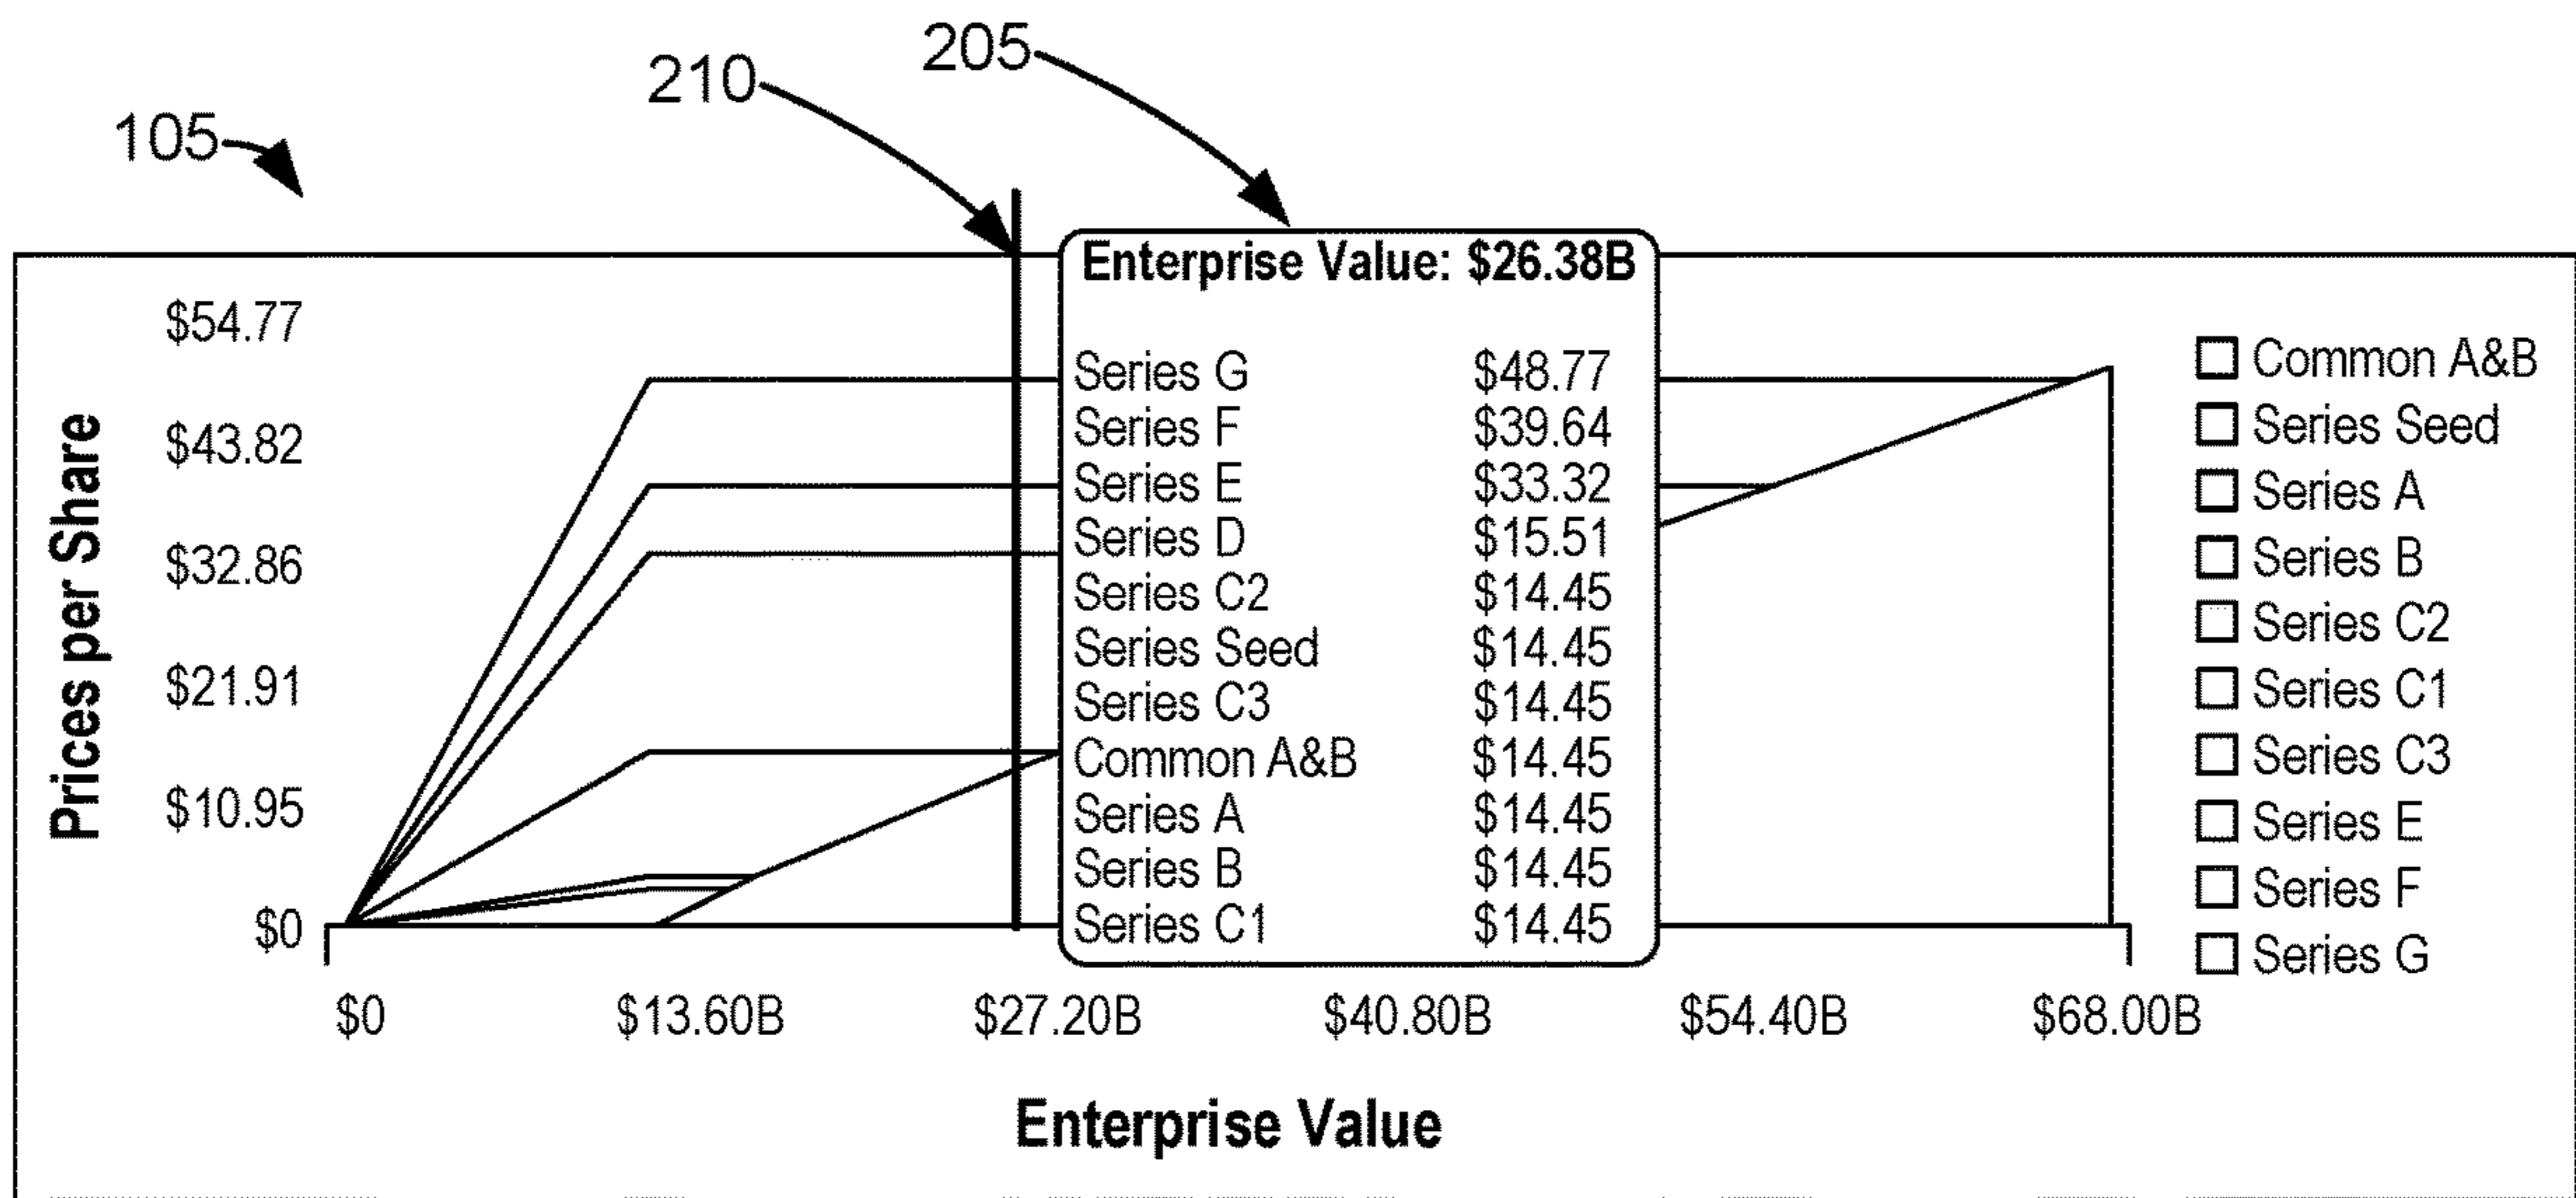 205
210
105
Enterprise Value: $26.38B
Series G $48.77
Series F $39.64
Series E $33.32
Series D $15.51
Series C2 $14.45
Series Seed $14.45
Series C3 $14.45
Common A&B $14.45
Series A $14.45
Series B $14.45
Series C1 $14.45
Prices per Share
$54.77
$43.82
$32.86
$21.91
$10.95
$0
$0 $13.60B $27.20B $40.80B $54.40B $68.00B
Enterprise Value
Common A&B
Series Seed
Series A
Series B
Series C2
Series C1
Series C3
Series E
Series F
Series G